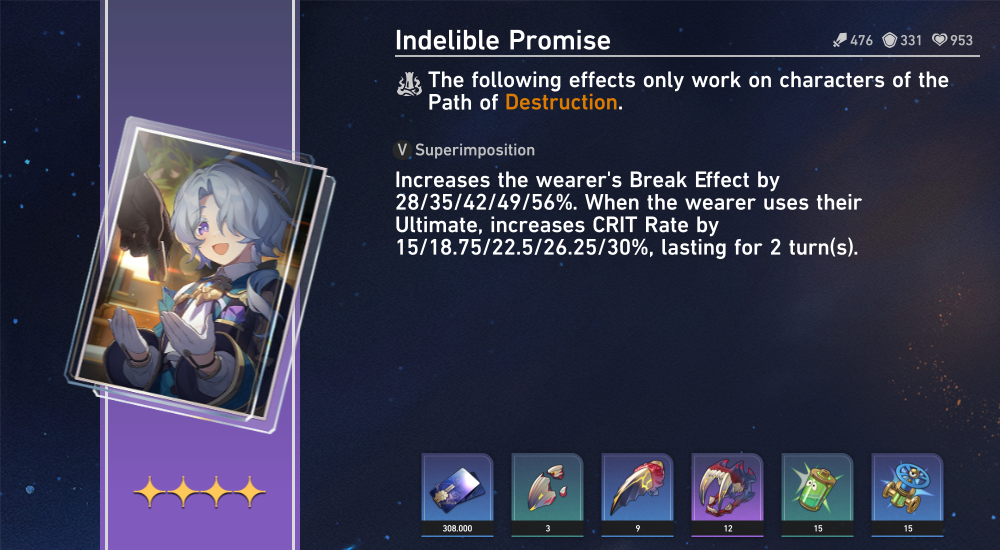 Indelible Promise
476 331 953
The following effects only work on characters of the
Path of Destruction.
V Superimposition
Increases the wearer's Break Effect by
28/35/42/49/56%. When the wearer uses their
Ultimate, increases CRIT Rate by
15/18.75/22.5/26.25/30%, lasting for 2 turn(s).
308.000 3 9 12 15 15